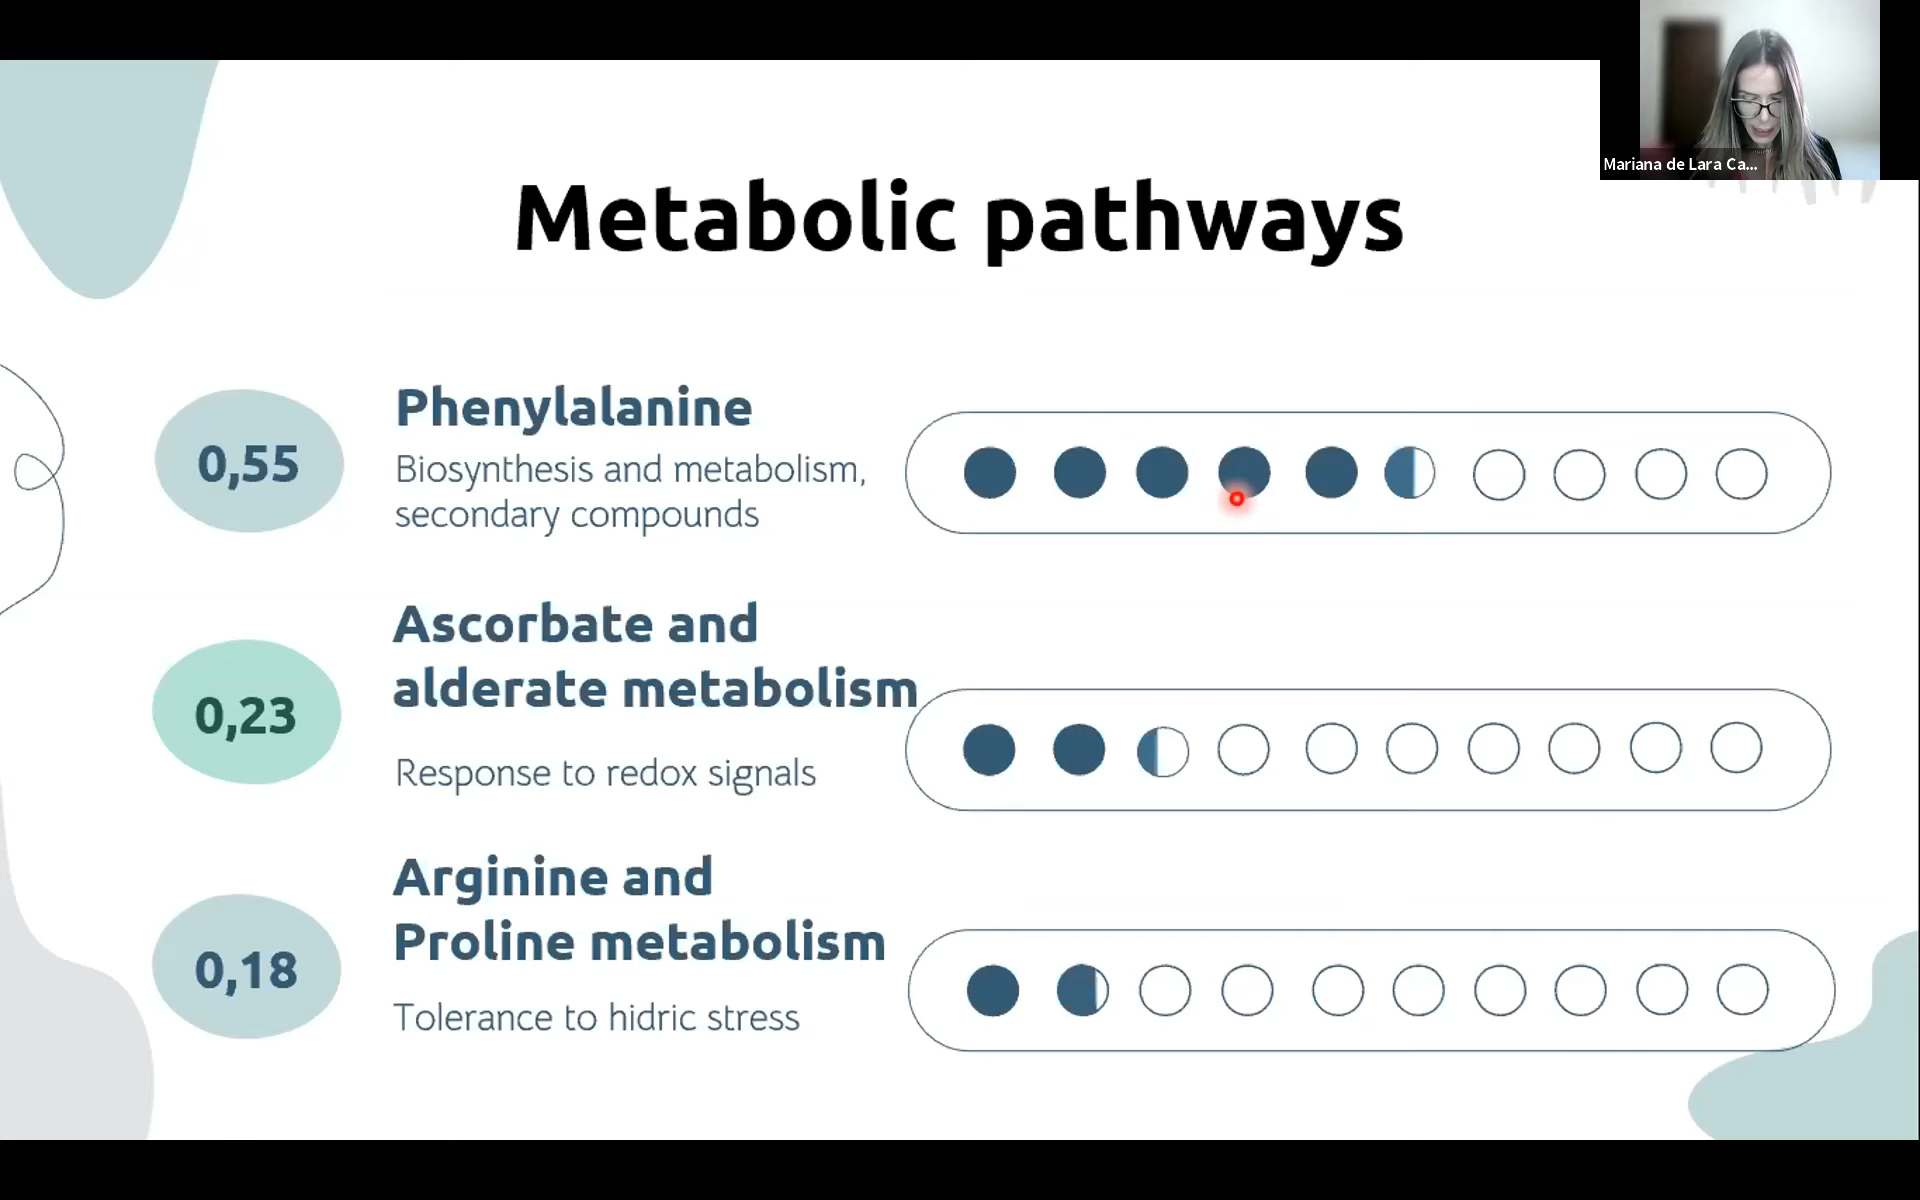 Mariana de Lara Ca...
Metabolic pathways
0,55
Phenylalanine
Biosynthesis and metabolism,
secondary compounds
0,23
Ascorbate and
alderate metabolism
Response to redox signals
0,18
Arginine and
Proline metabolism
Tolerance to hidric stress